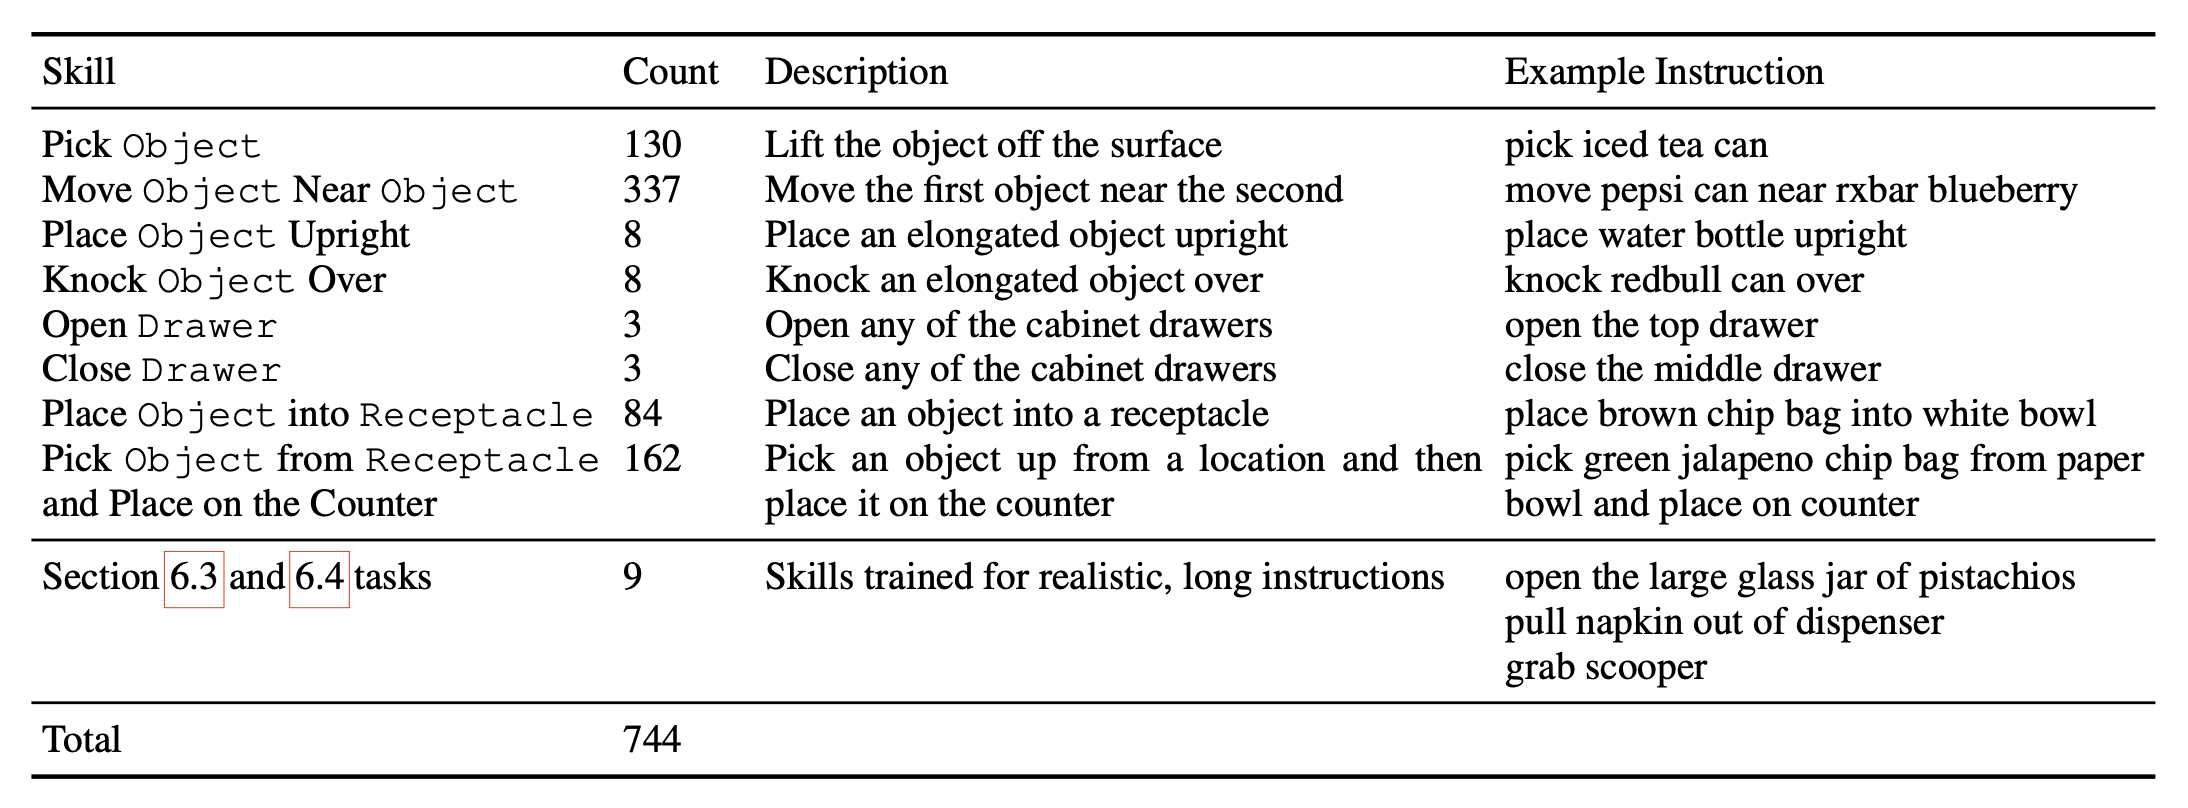 Skill Count Description Example Instruction
Pick Object 130 Lift the object off the surface pick iced tea can
Move Object Near Object 337 Move the first object near the second move pepsi can near rxbar blueberry
Place Object Upright 8 Place an elongated object upright place water bottle upright
Knock Object Over 8 Knock an elongated object over knock redbull can over
Open Drawer 3 Open any of the cabinet drawers open the top drawer
Close Drawer 3 Close any of the cabinet drawers close the middle drawer
Place Object into Receptacle 84 Place an object into a receptacle place brown chip bag into white bowl
Pick Object from Receptacle 162 Pick an object up from a location and then pick green jalapeno chip bag from paper
and Place on the Counter place it on the counter bowl and place on counter
Section 6.3 and 6.4 tasks 9 Skills trained for realistic, long instructions open the large glass jar of pistachios
pull napkin out of dispenser
grab scooper
Total 744